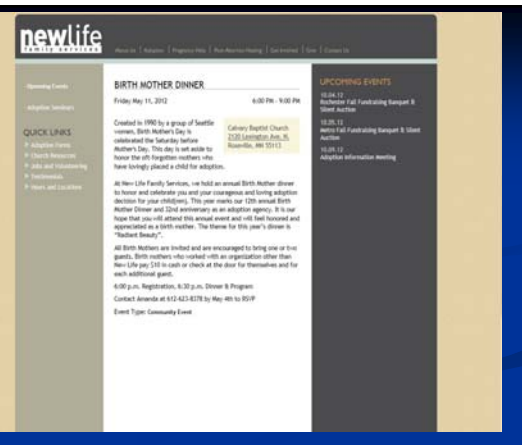 newlife
family services
About Us | Adoption | Pregnancy Help | Post-Abortion Healing | Get Involved | Give | Contact Us
Upcoming Events
Adoption Seminars
QUICK LINKS
Adoption Forms
Church Resources
Jobs and Volunteering
Testimonials
Hours and Locations
BIRTH MOTHER DINNER
Friday May 11, 2012 6:00 PM - 9:00 PM
Created in 1990 by a group of Seattle
women, Birth Mother's Day is
celebrated the Saturday before
Mother's Day. This day is set aside to
honor the oft-forgotten mothers who
have lovingly placed a child for adoption.
Calvary Baptist Church
2120 Lexington Ave. N.
Roseville, MN 55113
At New Life Family Services, we hold an annual Birth Mother dinner
to honor and celebrate you and your courageous and loving adoption
decision for your child(ren). This year marks our 12th annual Birth
Mother Dinner and 32nd anniversary as an adoption agency. It is our
hope that you will attend this annual event and will feel honored and
appreciated as a birth mother. The theme for this year's dinner is
"Radiant Beauty".
All Birth Mothers are invited and are encouraged to bring one or two
guests. Birth mothers who worked with an organization other than
New Life pay $10 in cash or check at the door for themselves and for
each additional guest.
6:00 p.m. Registration, 6:30 p.m. Dinner & Program
Contact Amanda at 612-623-8378 by May 4th to RSVP
Event Type: Community Event
UPCOMING EVENTS
10.04.12
Rochester Fall Fundraising Banquet & Silent Auction
10.25.12
Metro Fall Fundraising Banquet & Silent
Auction
10.09.12
Adoption Information Meeting